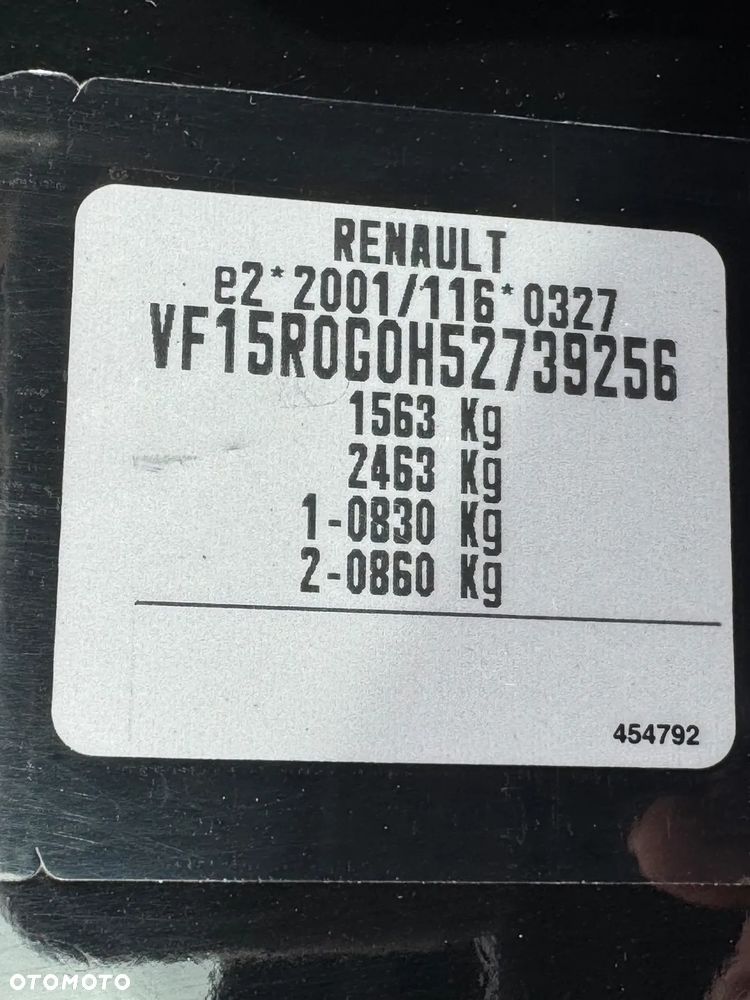 RENAULT
e2*2001/116*0327
VF15R0G0H52739256
1563 Kg
2463 Kg
1-0830 Kg
2-0860 Kg
454792
OTOMOTO